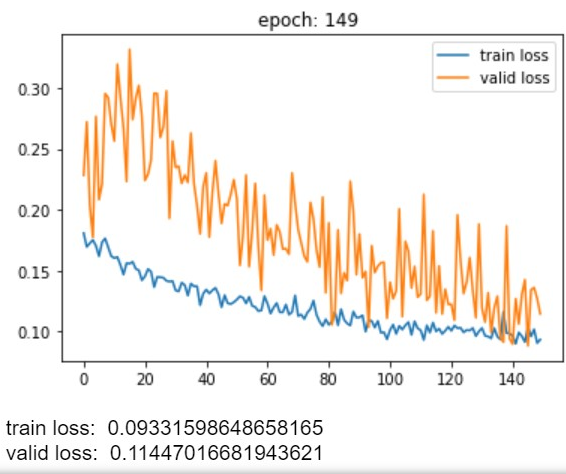 epoch: 149
train loss
valid loss
0.30
0.25
0.20
0.15
0.10
0 20 40 60 80 100 120 140
train loss: 0.09331598648658165
valid loss: 0.11447016681943621